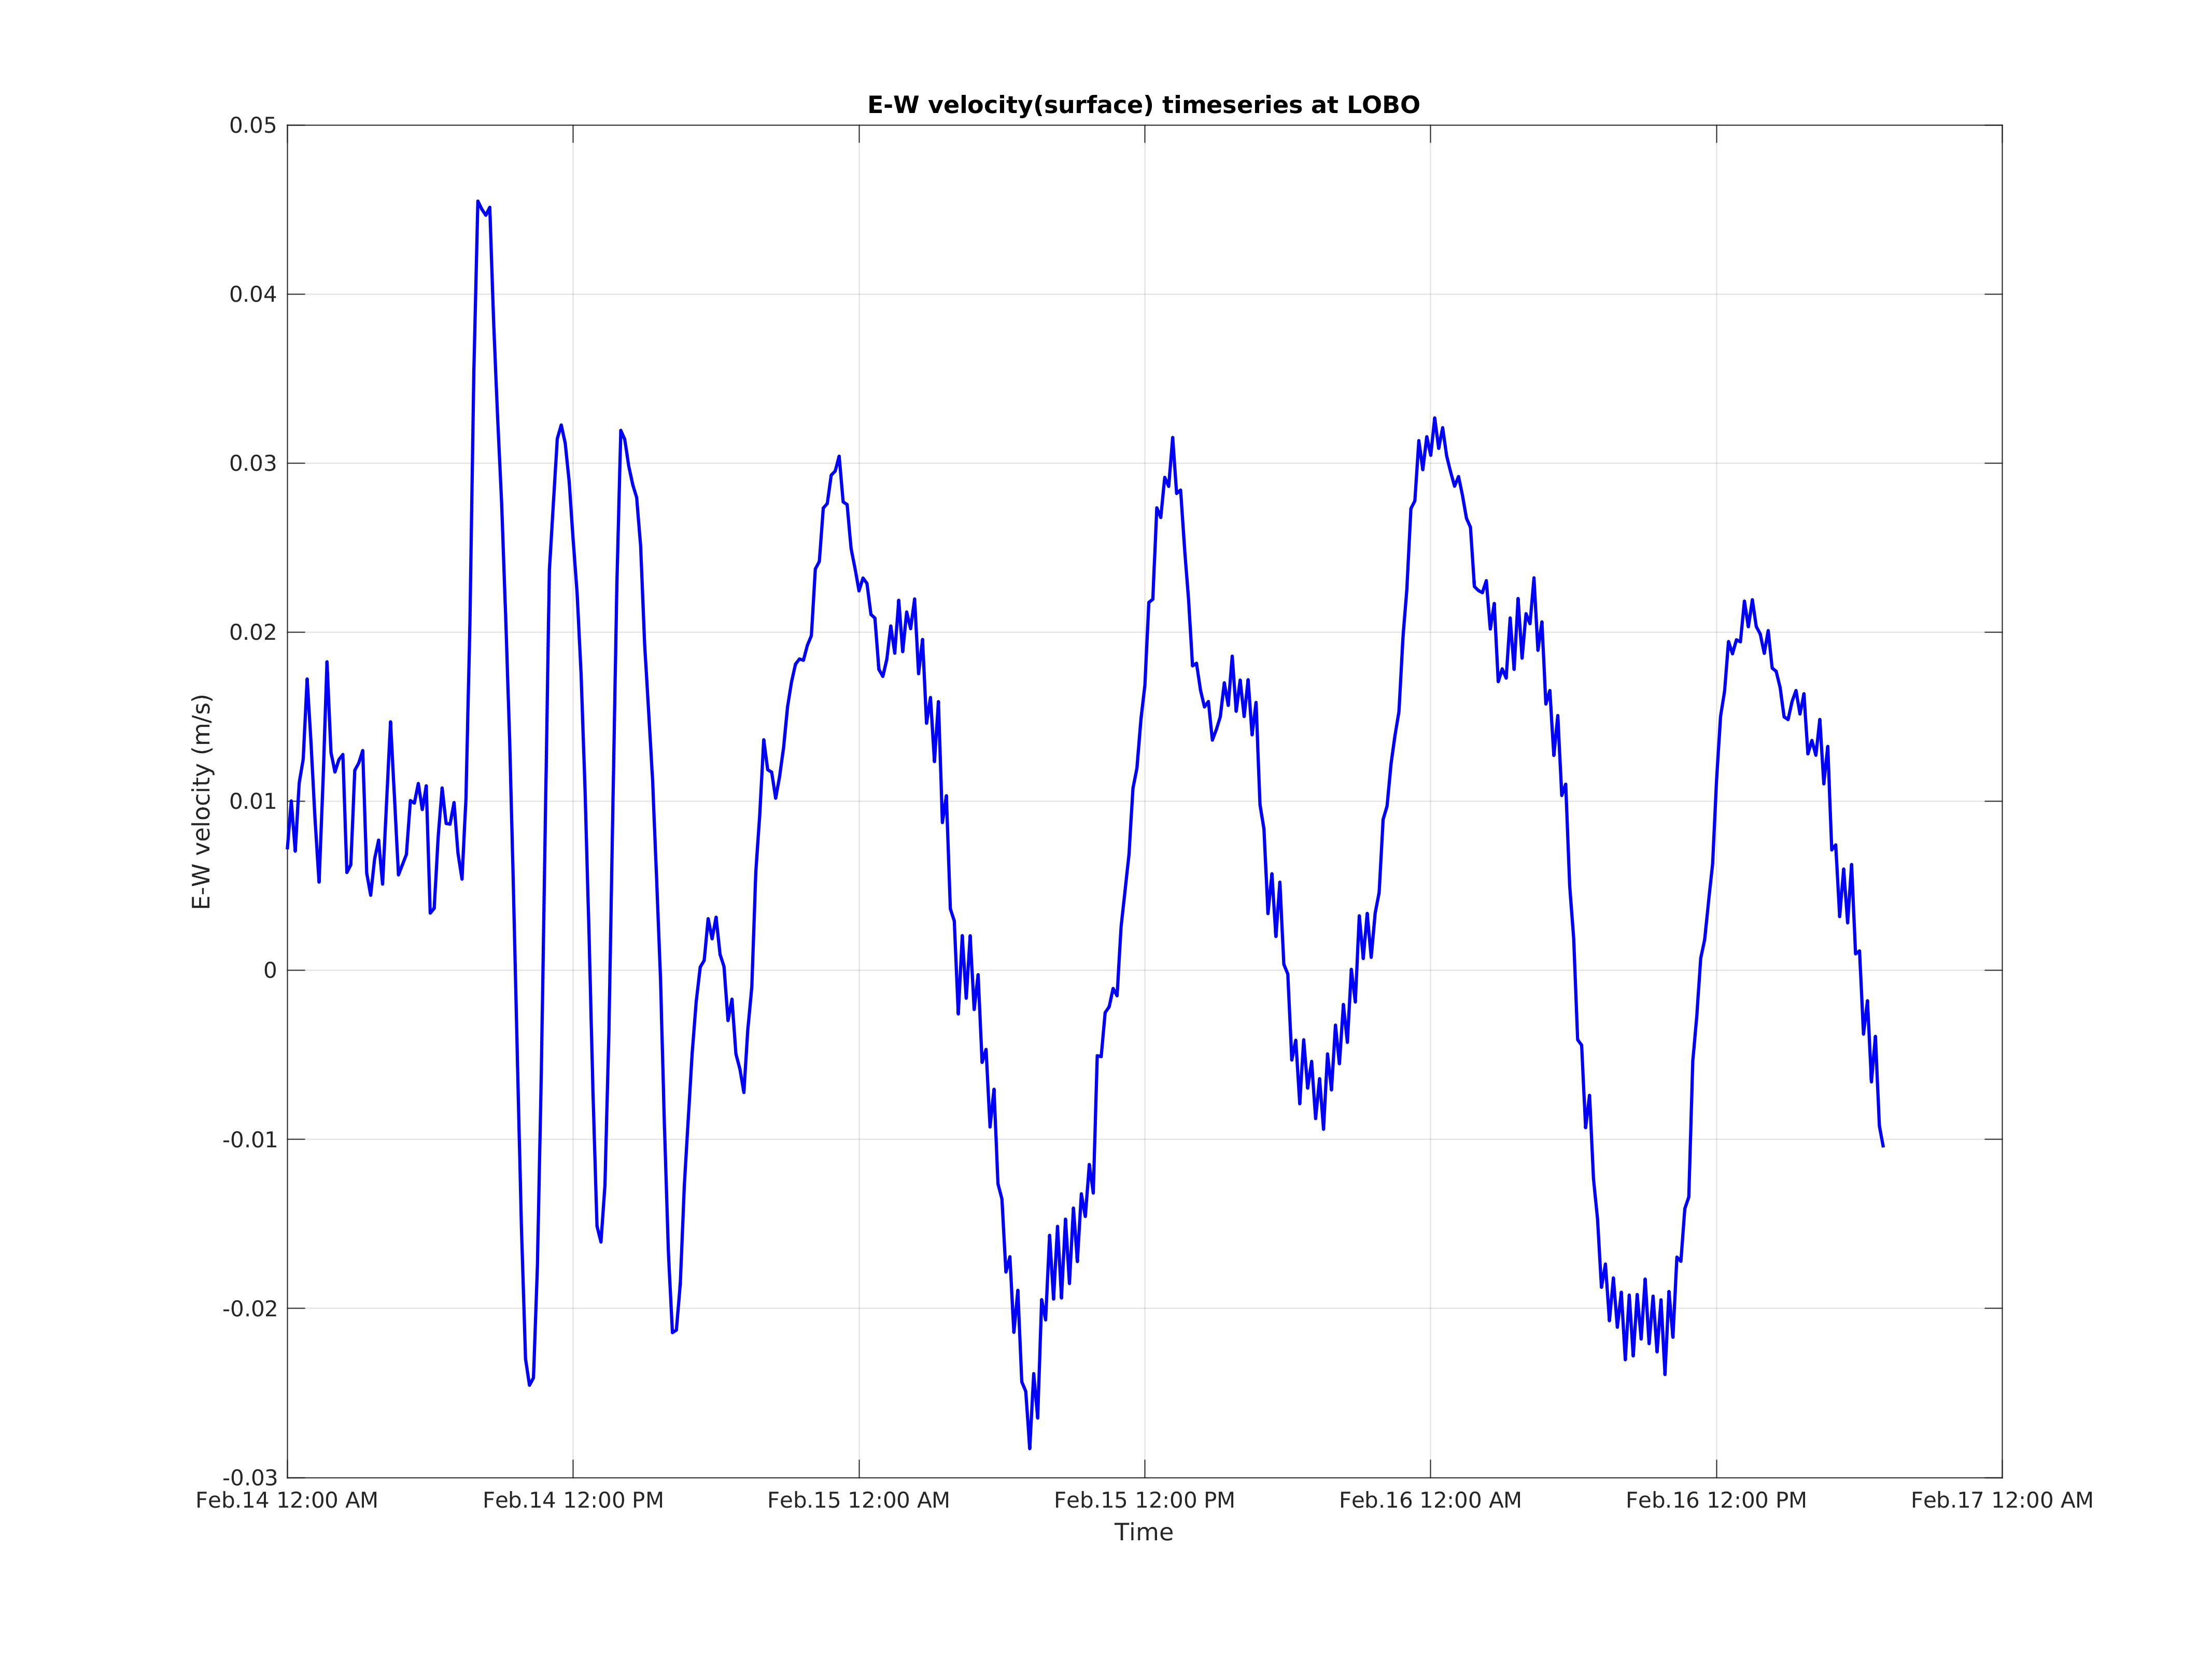 E-W velocity(surface) timeseries at LOBO
0.05
0.04
0.03
0.02
0.01
0
-0.01
-0.02
-0.03
E-W velocity (m/s)
Feb.14 12:00 AM
Feb.14 12:00 PM
Feb.15 12:00 AM
Feb.15 12:00 PM
Feb.16 12:00 AM
Feb.16 12:00 PM
Feb.17 12:00 AM
Time